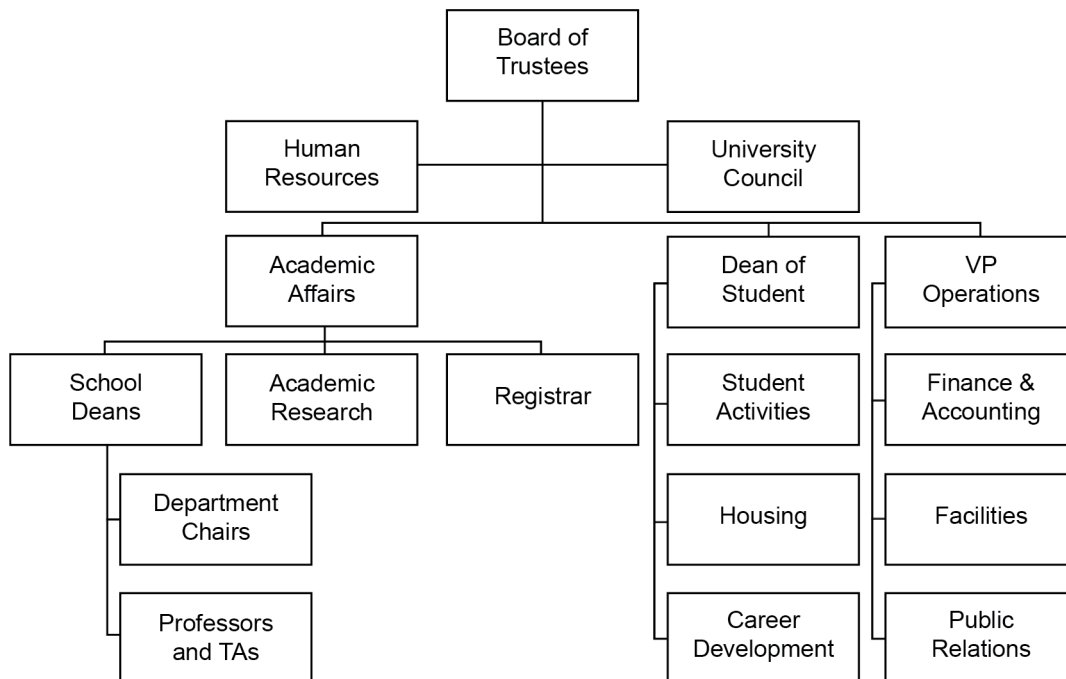 Board of
Trustees
Human
Resources
University
Council
Academic
Affairs
Dean of
Student
VP
Operations
School
Deans
Academic
Research
Registrar
Student
Activities
Finance &
Accounting
Department
Chairs
Housing
Facilities
Professors
and TAs
Career
Development
Public
Relations